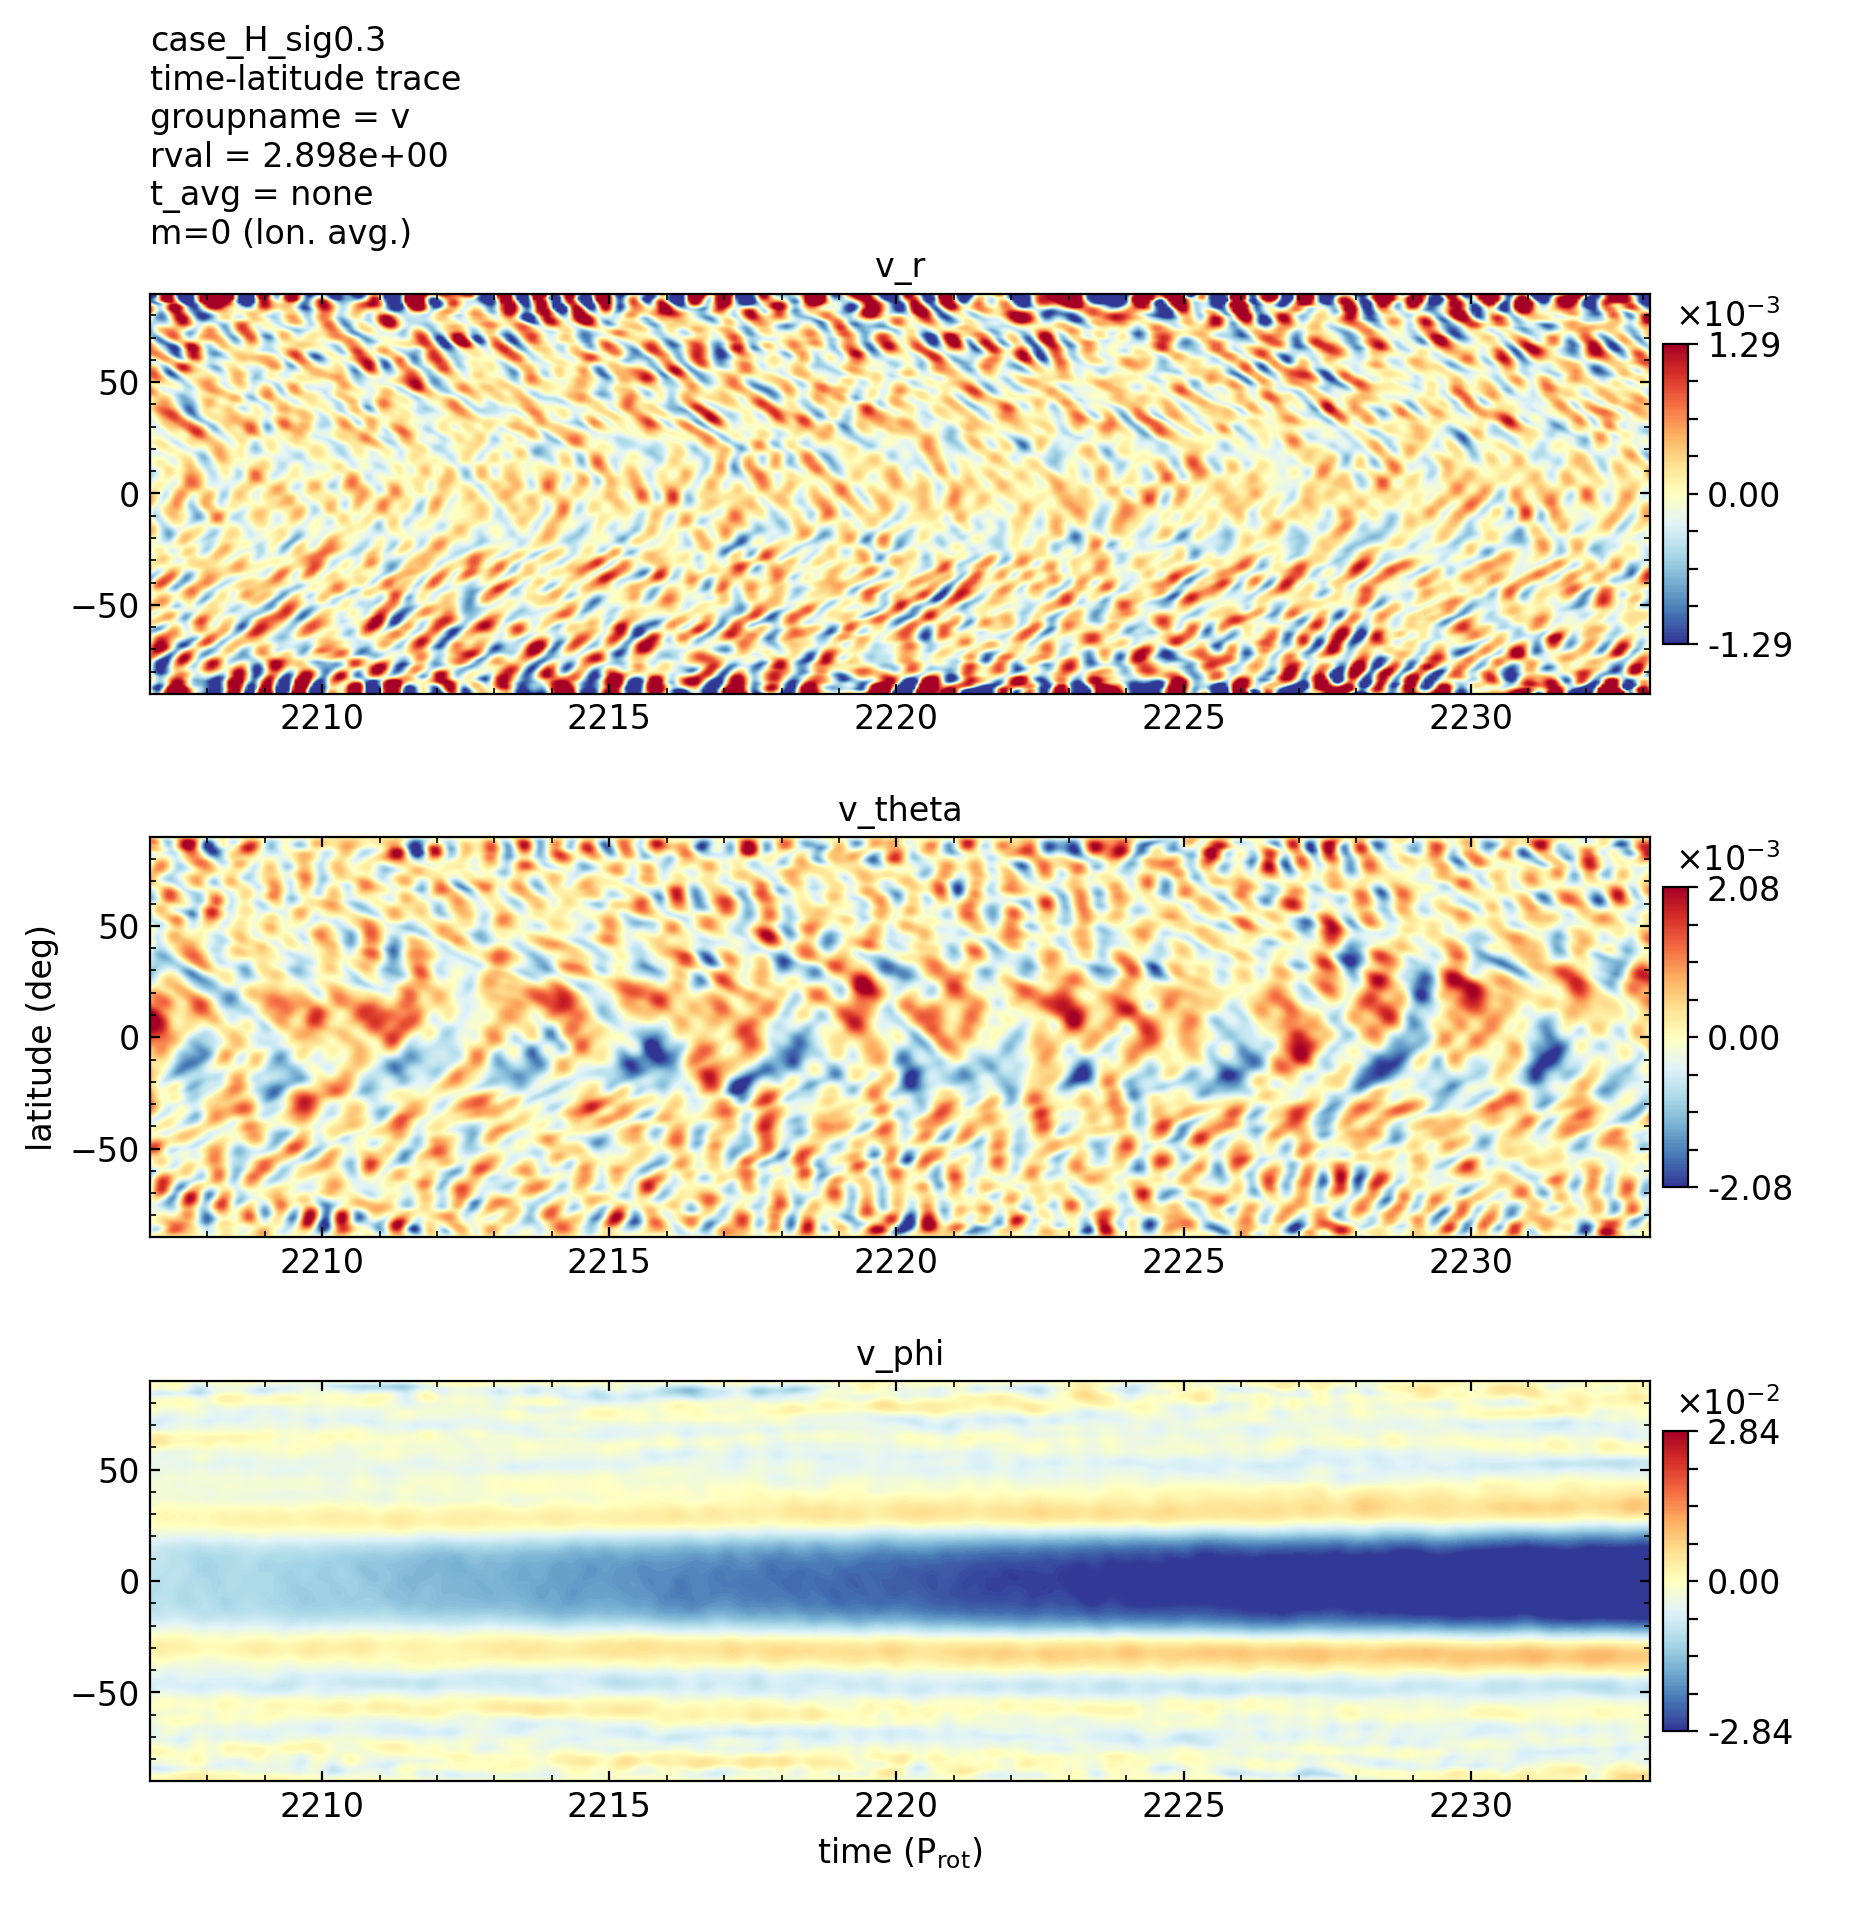 case_H_sig0.3
time-latitude trace
groupname = v
rval = 2.898e+00
t_avg = none
m=0 (lon. avg.)
v_r
×10⁻³
1.29
0.00
-1.29
50
0
−50
2210 2215 2220 2225 2230
v_theta
×10⁻³
2.08
0.00
-2.08
latitude (deg)
50
0
−50
2210 2215 2220 2225 2230
v_phi
×10⁻²
2.84
0.00
-2.84
50
0
−50
2210 2215 2220 2225 2230
time (P_rot)